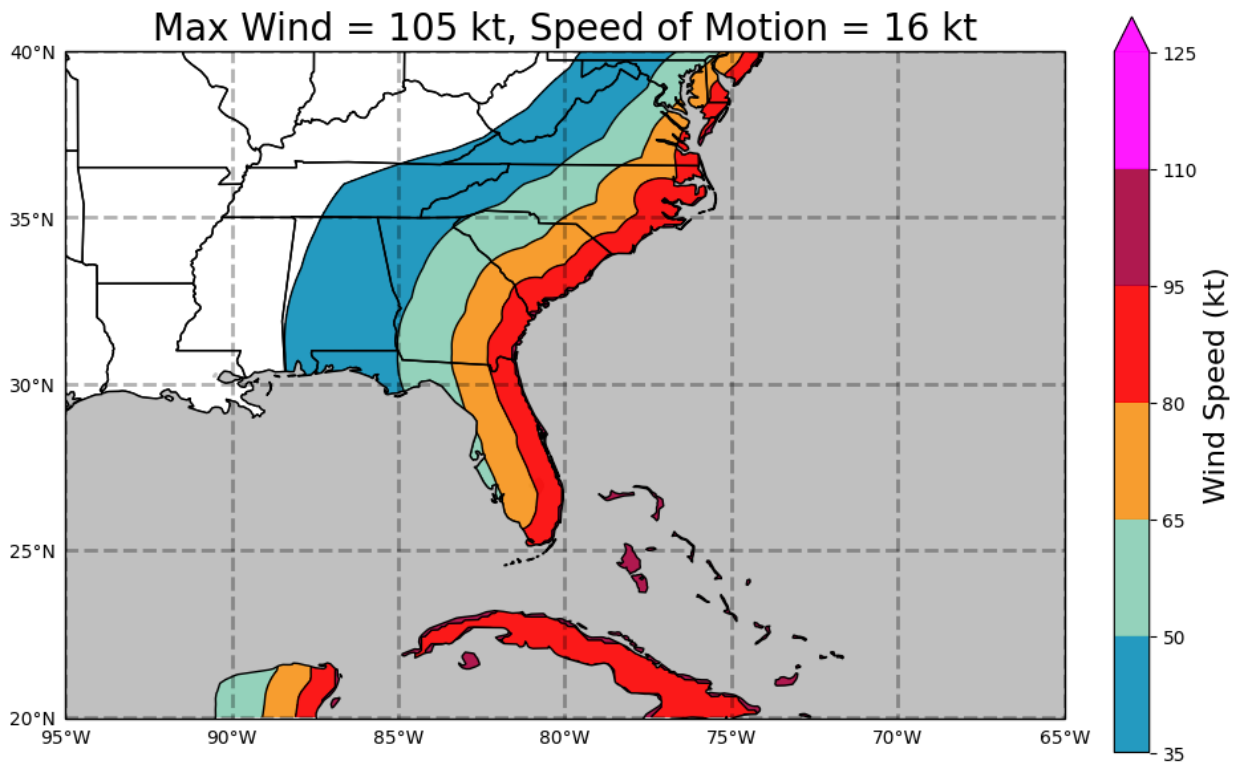 Max Wind = 105 kt, Speed of Motion = 16 kt
40°N
35°N
30°N
25°N
20°N
95°W
90°W
85°W
80°W
75°W
70°W
65°W
125
110
95
80
65
50
35
Wind Speed (kt)